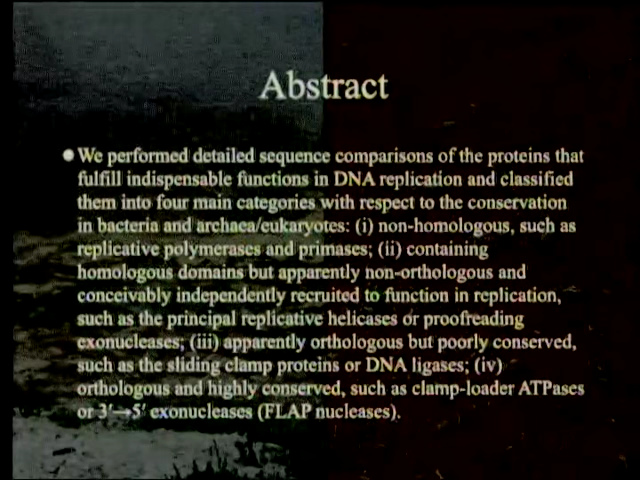 Abstract
● We performed detailed sequence comparisons of the proteins that
fulfill indispensable functions in DNA replication and classified
them into four main categories with respect to the conservation
in bacteria and archaea/eukaryotes: (i) non-homologous, such as
replicative polymerases and primases; (ii) containing
homologous domains but apparently non-orthologous and
conceivably independently recruited to function in replication,
such as the principal replicative helicases or proofreading
exonucleases; (iii) apparently orthologous but poorly conserved,
such as the sliding clamp proteins or DNA ligases; (iv)
orthologous and highly conserved, such as clamp-loader ATPases
or 3′→5′ exonucleases (FLAP nucleases).